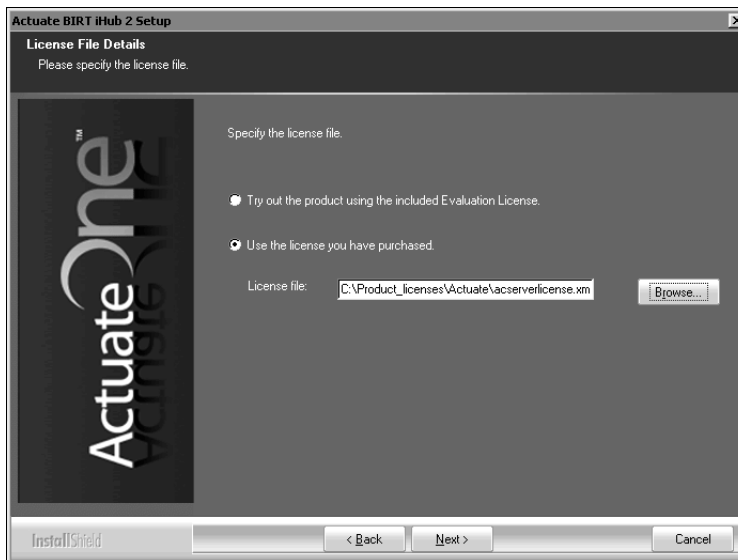 Actuate BIRT iHub 2 Setup
License File Details
Please specify the license file.
ActuateOne™
Specify the license file.
Try out the product using the included Evaluation License.
Use the license you have purchased.
License file: C:\Product_licenses\Actuate\acserverlicense.xm Browse...
InstallShield < Back Next > Cancel